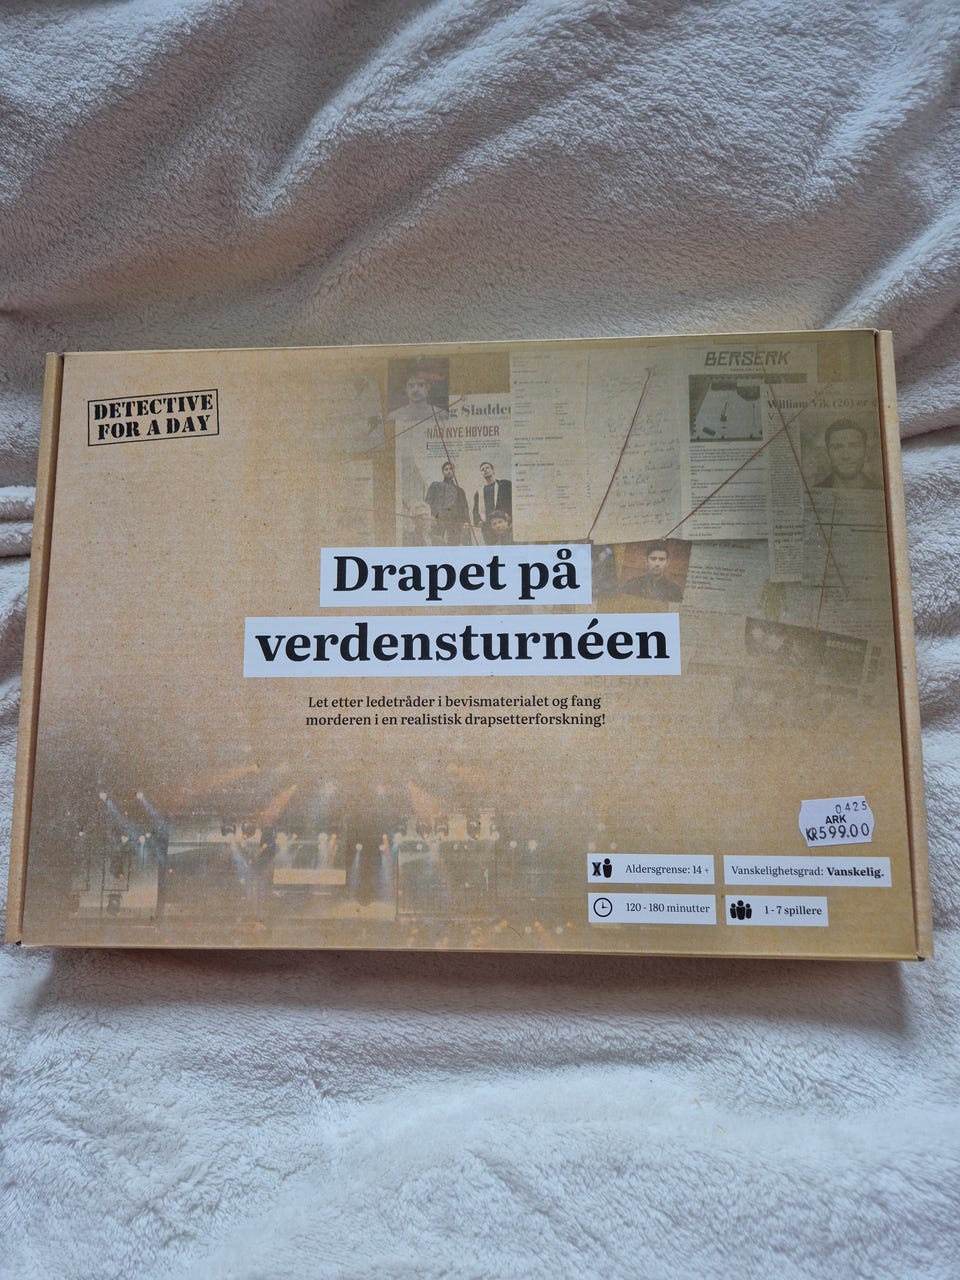 DETECTIVE
FOR A DAY
BERSERK
NÅR NYE HØYDER
William Vik (26) er
Drapet på
verdensturnéen
Let etter ledetråder i bevismaterialet og fang
morderen i en realistisk drapsetterforskning!
0425
ARK
KR599.00
Aldersgrense: 14 +
Vanskelighetsgrad: Vanskelig.
120 - 180 minutter
1 - 7 spillere